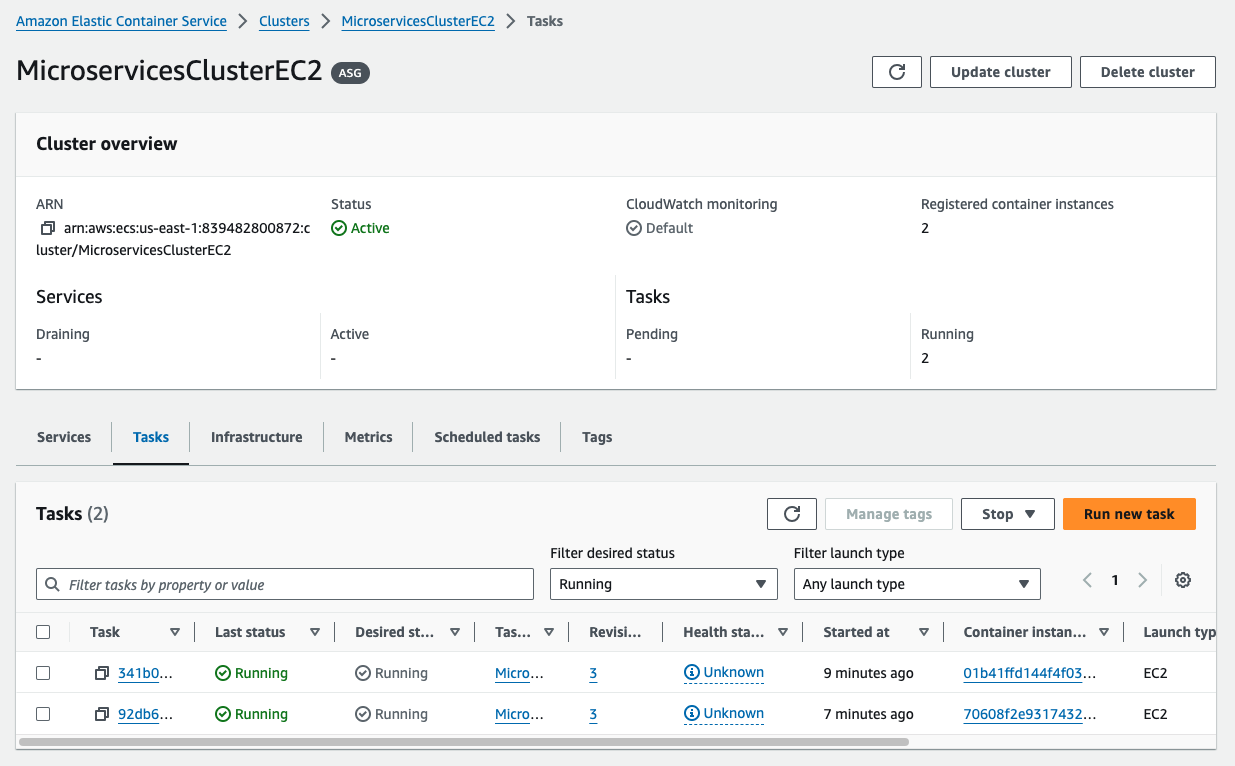 Amazon Elastic Container Service > Clusters > MicroservicesClusterEC2 > Tasks
MicroservicesClusterEC2 ASG
Update cluster
Delete cluster
Cluster overview
ARN
arn:aws:ecs:us-east-1:839482800872:c
luster/MicroservicesClusterEC2
Status
Active
CloudWatch monitoring
Default
Registered container instances
2
Services
Tasks
Draining
-
Active
-
Pending
-
Running
2
Services Tasks Infrastructure Metrics Scheduled tasks Tags
Tasks (2)
Manage tags
Stop
Run new task
Filter desired status
Filter launch type
Filter tasks by property or value
Running
Any launch type
1
Task Last status Desired st... Tas... Revisi... Health sta... Started at Container instan... Launch typ
341b0... Running Running Micro... 3 Unknown 9 minutes ago 01b41ffd144f4f03... EC2
92db6... Running Running Micro... 3 Unknown 7 minutes ago 70608f2e9317432... EC2